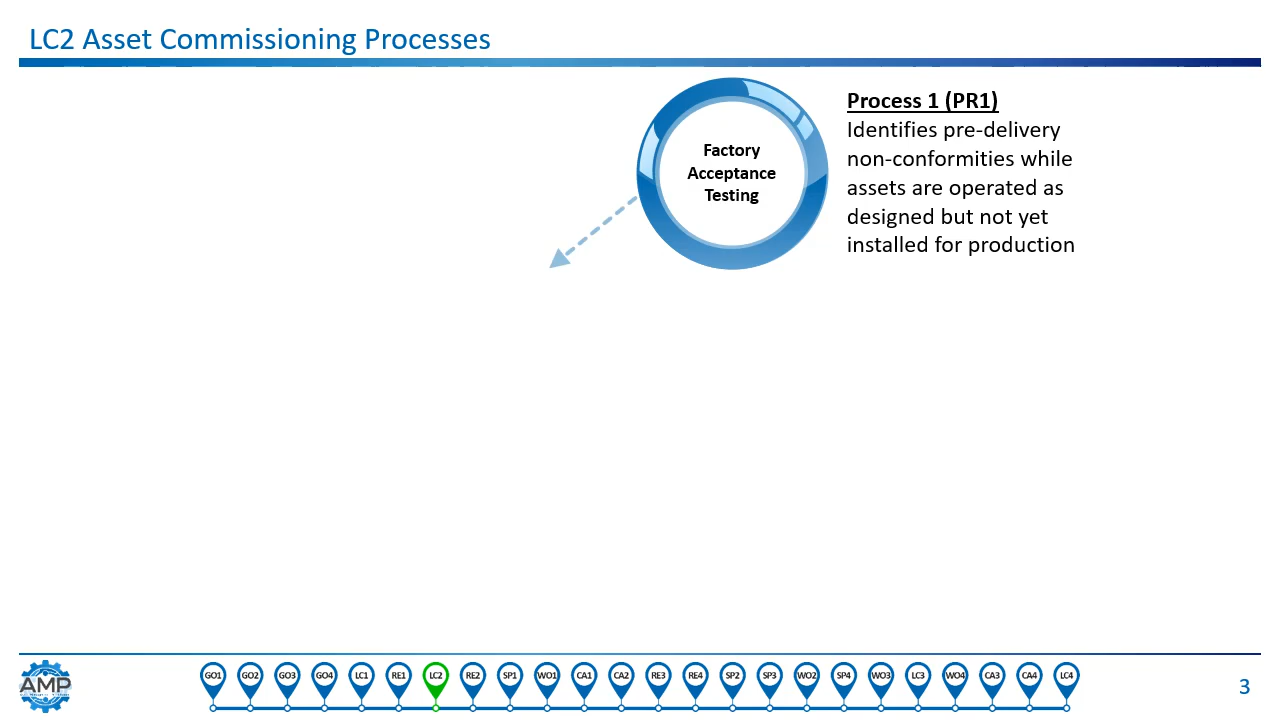 LC2 Asset Commissioning Processes
Factory
Acceptance
Testing
Process 1 (PR1)
Identifies pre-delivery
non-conformities while
assets are operated as
designed but not yet
installed for production
AMP
GO1 GO2 GO3 GO4 LC1 RE1 LC2 RE2 SP1 WO1 CA1 CA2 RE3 RE4 SP2 SP3 WO2 SP4 WO3 LC3 WO4 CA3 CA4 LC4
3